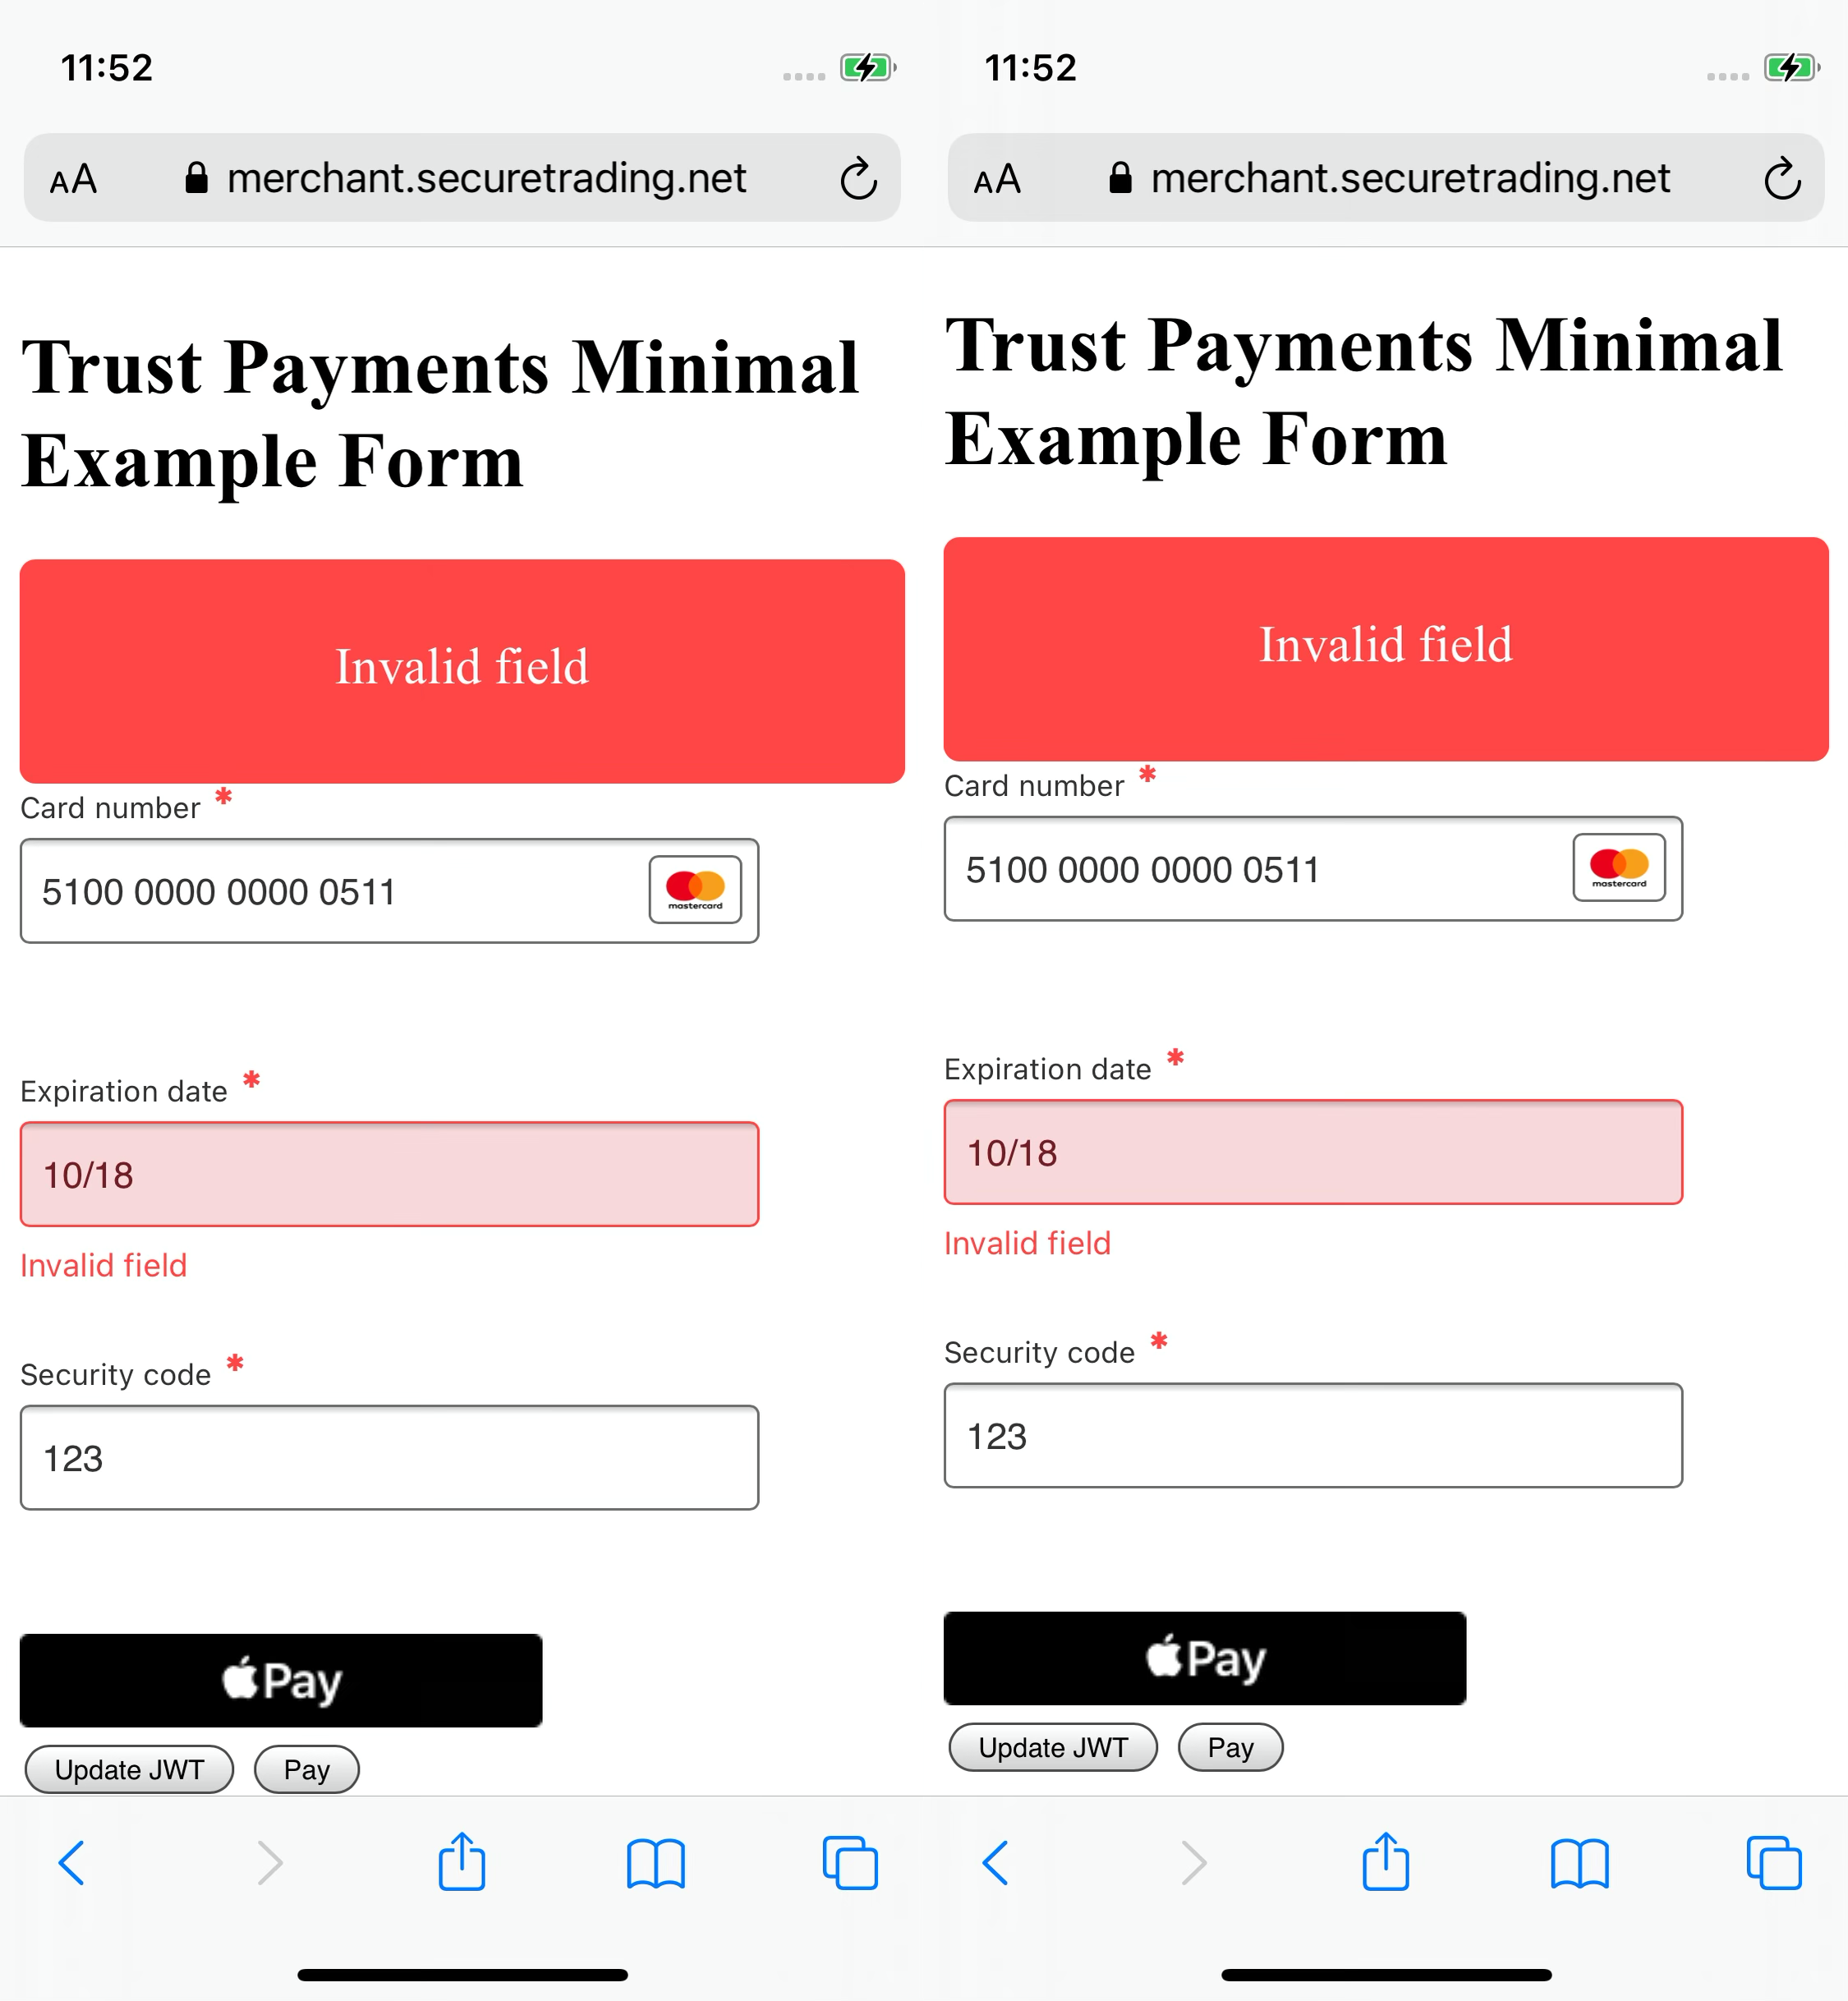 11:52
AA merchant.securetrading.net
Trust Payments Minimal
Example Form
Invalid field
Card number *
5100 0000 0000 0511
mastercard
Expiration date *
10/18
Invalid field
Security code *
123
Pay
Update JWT Pay
11:52
AA merchant.securetrading.net
Trust Payments Minimal
Example Form
Invalid field
Card number *
5100 0000 0000 0511
mastercard
Expiration date *
10/18
Invalid field
Security code *
123
Pay
Update JWT Pay